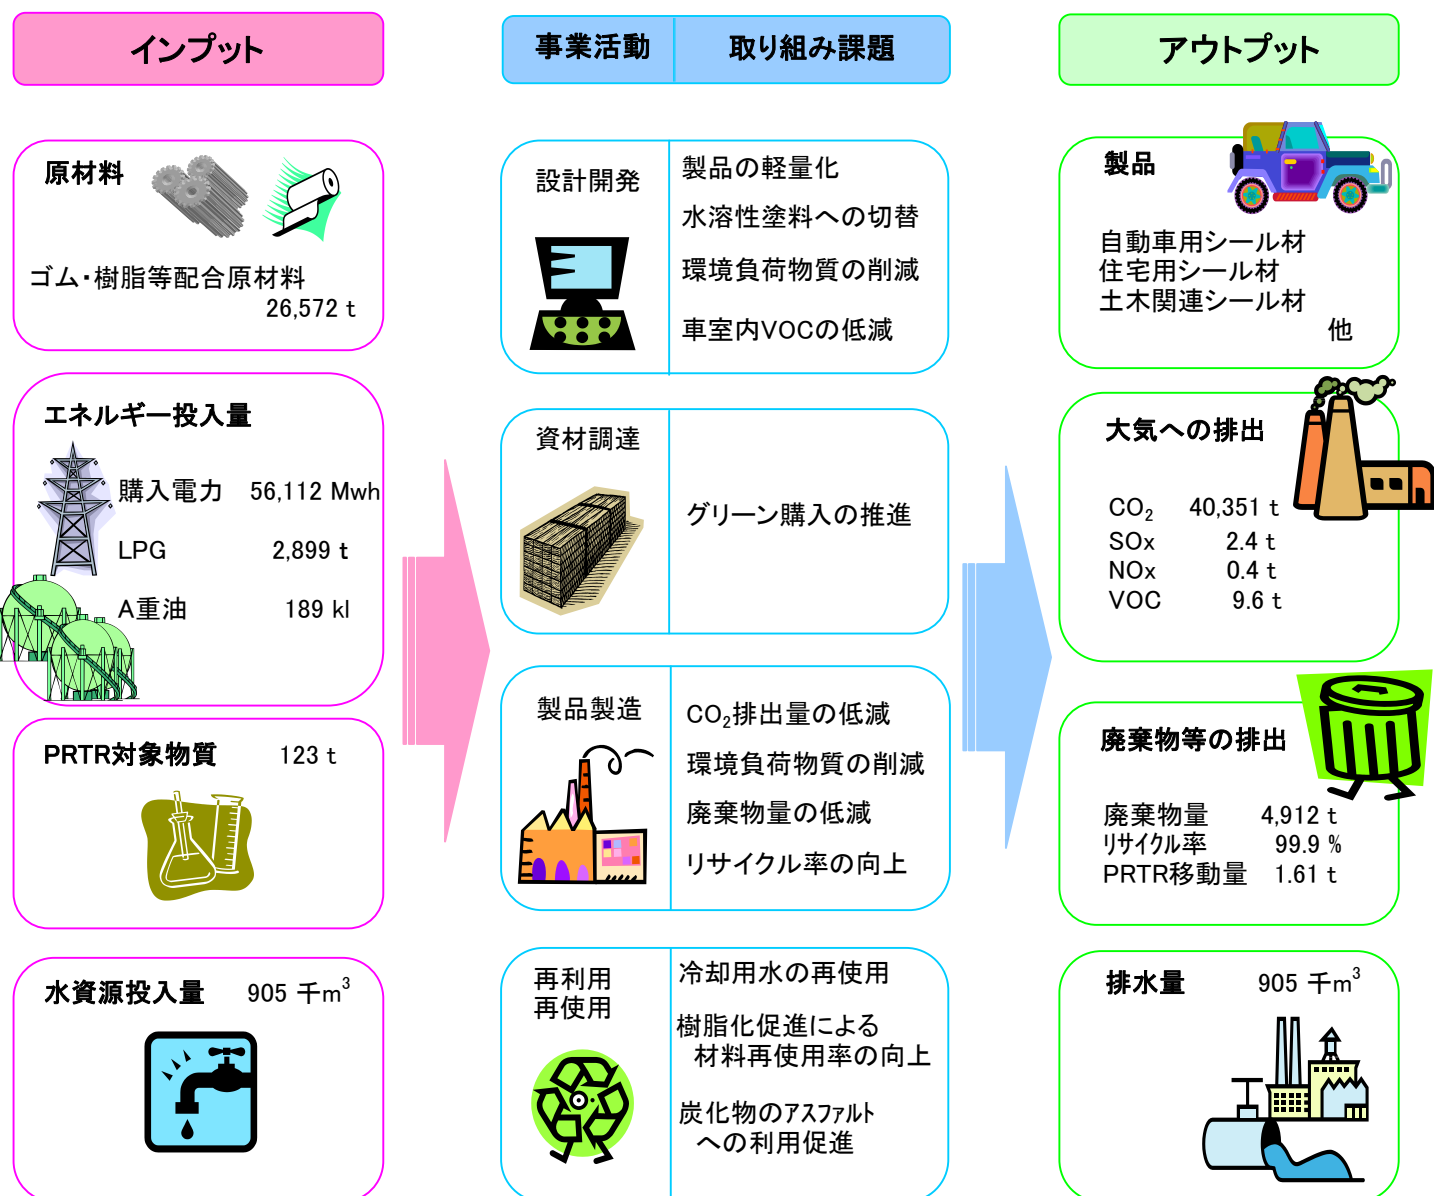 インプット
原材料
ゴム・樹脂等配合原材料
26,572 t
エネルギー投入量
購入電力 56,112 Mwh
LPG 2,899 t
A重油 189 kl
PRTR対象物質 123 t
水資源投入量 905 千m³
事業活動 取り組み課題
設計開発
製品の軽量化
水溶性塗料への切替
環境負荷物質の削減
車室内VOCの低減
資材調達
グリーン購入の推進
製品製造
CO₂排出量の低減
環境負荷物質の削減
廃棄物量の低減
リサイクル率の向上
再利用
再使用
冷却用水の再使用
樹脂化促進による
材料再使用率の向上
炭化物のアスファルト
への利用促進
アウトプット
製品
自動車用シール材
住宅用シール材
土木関連シール材
他
大気への排出
CO₂ 40,351 t
SOx 2.4 t
NOx 0.4 t
VOC 9.6 t
廃棄物等の排出
廃棄物量 4,912 t
リサイクル率 99.9 %
PRTR移動量 1.61 t
排水量 905 千m³